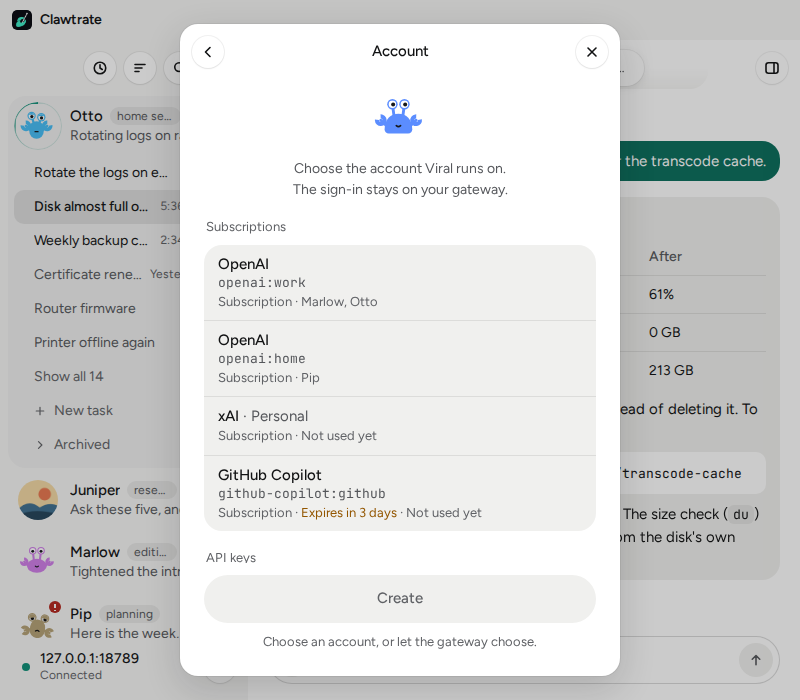 Clawtrate
Account
Otto home se…
Rotating logs on r
Rotate the logs on e…
Disk almost full o… 5:36
Weekly backup c… 2:34
Certificate rene… Yeste
Router firmware
Printer offline again
Show all 14
+ New task
Archived
Juniper rese…
Ask these five, an
Marlow editi…
Tightened the intr
Pip planning
Here is the week.
127.0.0.1:18789
Connected
Choose the account Viral runs on.
The sign-in stays on your gateway.
Subscriptions
OpenAI
openai:work
Subscription · Marlow, Otto
OpenAI
openai:home
Subscription · Pip
xAI · Personal
Subscription · Not used yet
GitHub Copilot
github-copilot:github
Subscription · Expires in 3 days · Not used yet
API keys
Create
Choose an account, or let the gateway choose.
the transcode cache.
After
61%
0 GB
213 GB
ead of deleting it. To
transcode-cache
The size check ( du )
om the disk's own